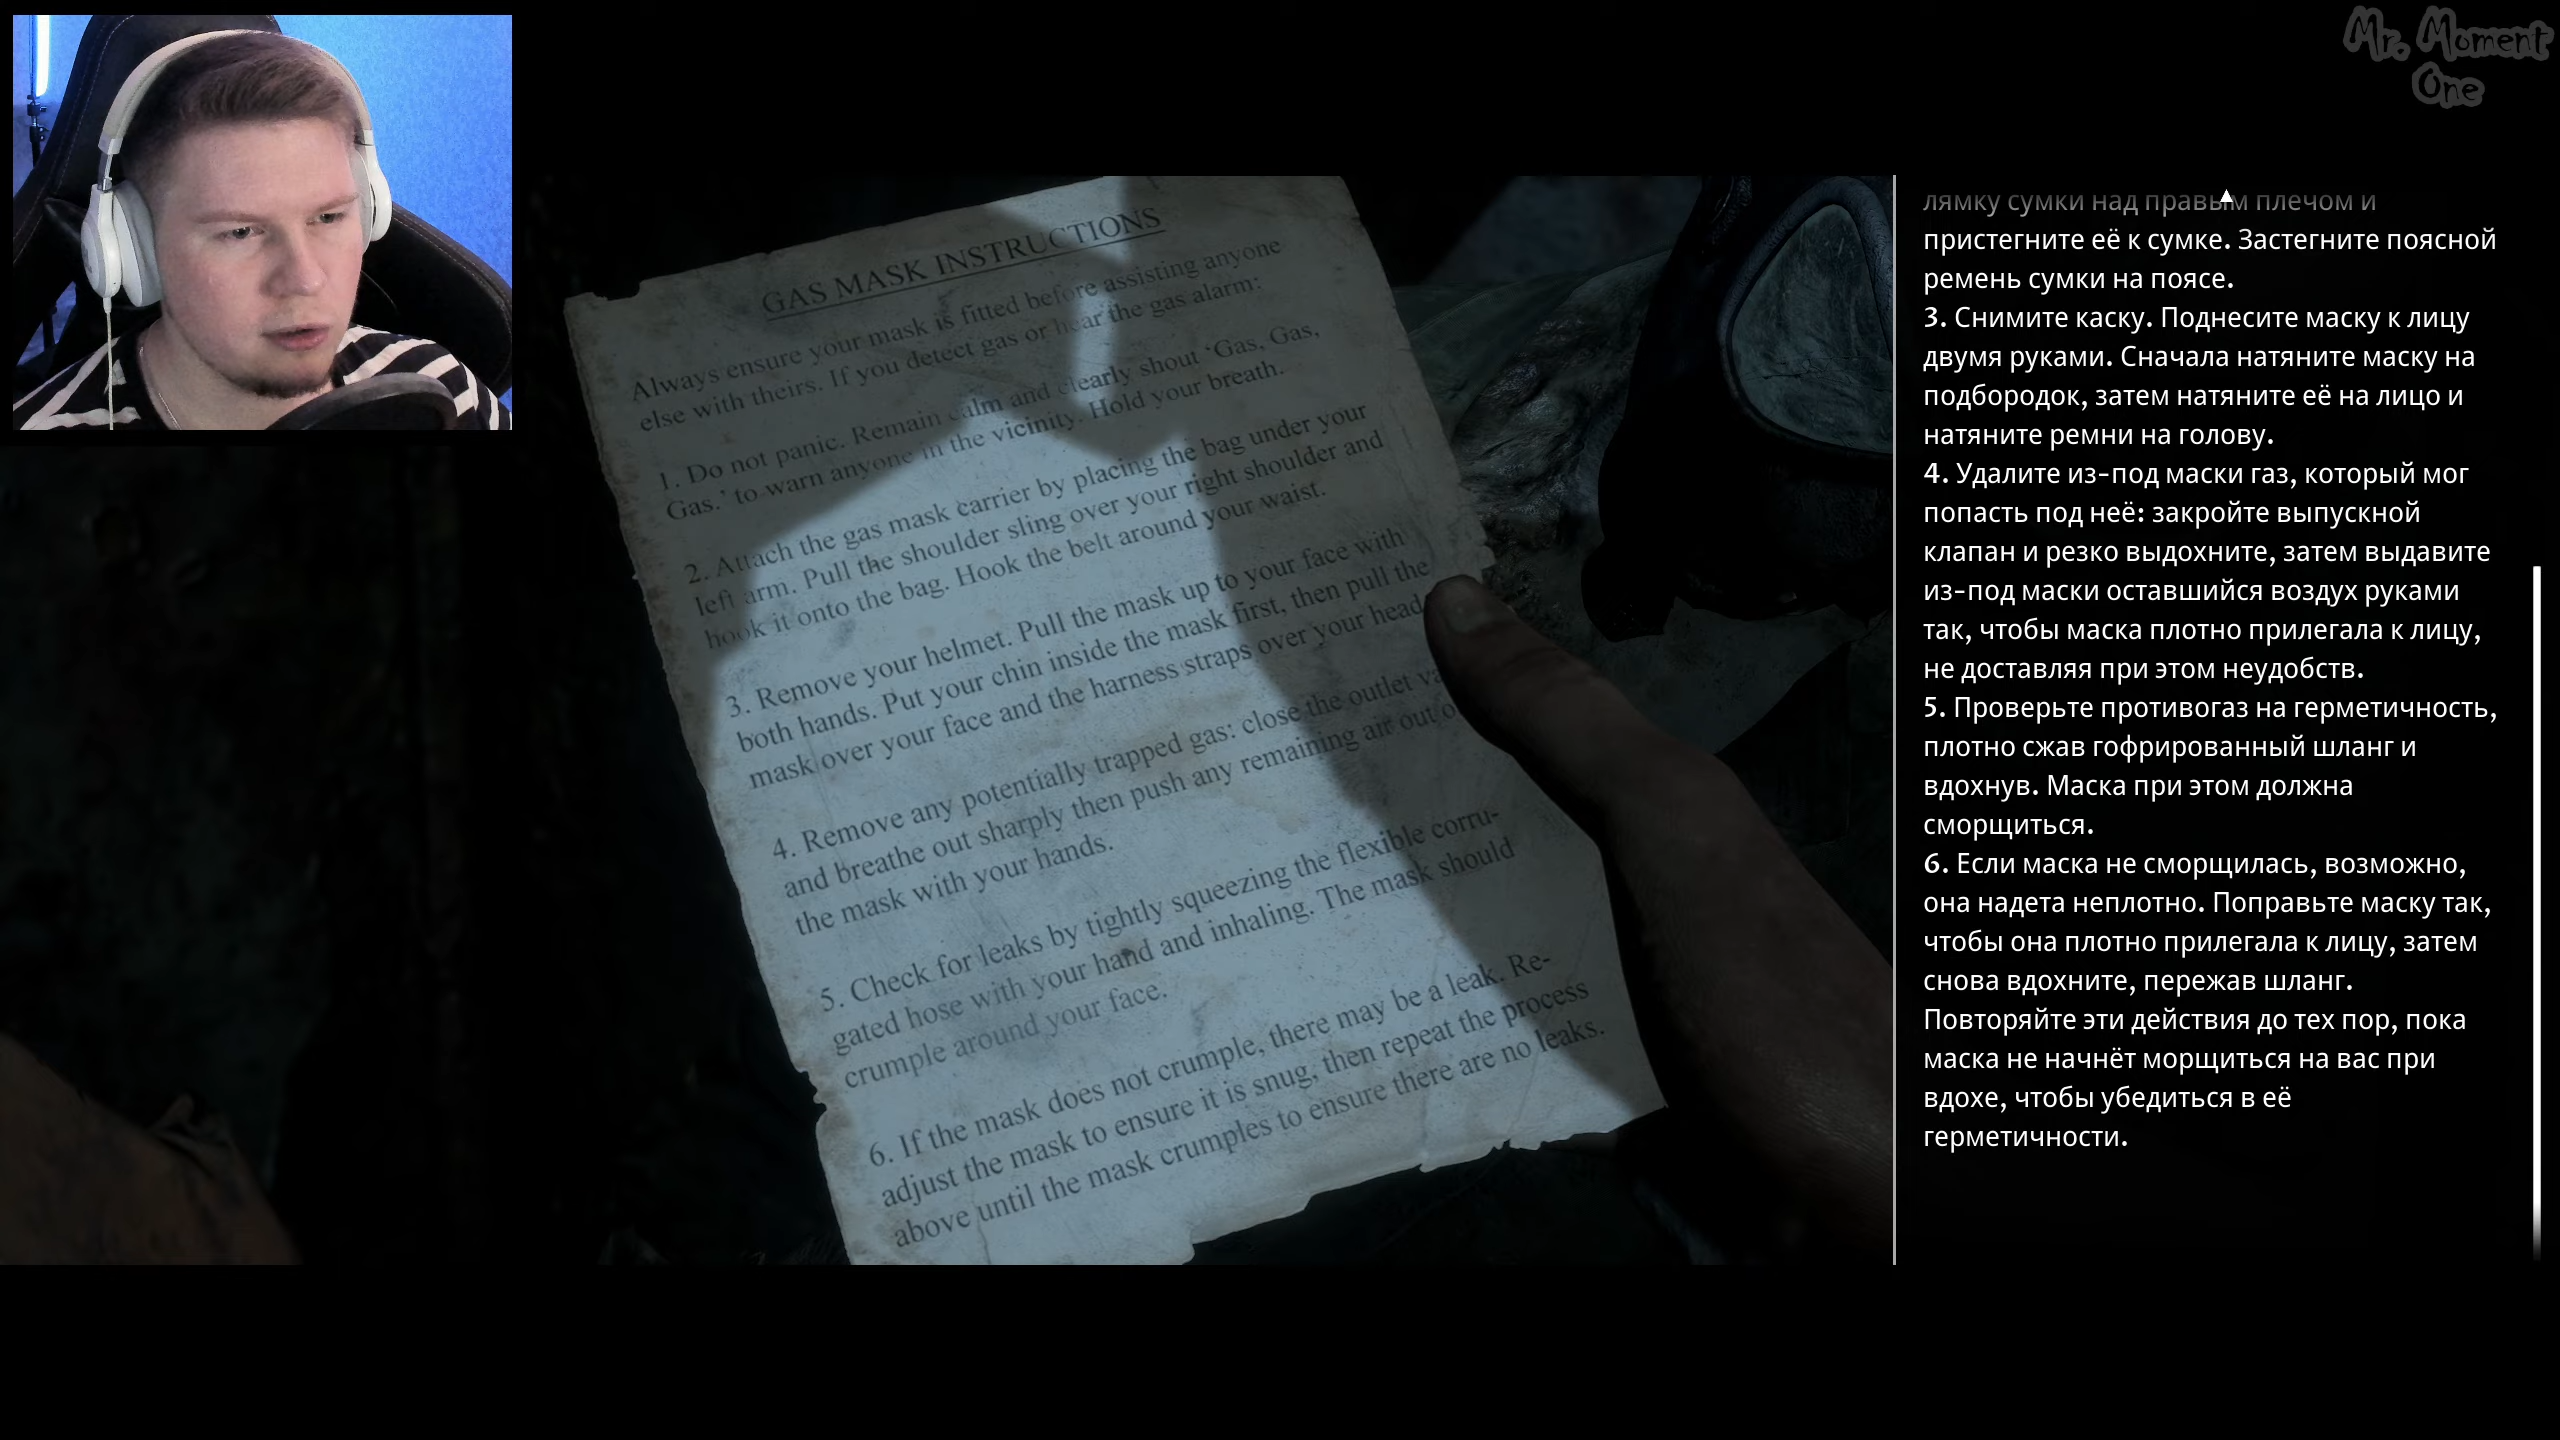 Mr. Moment
One
GAS MASK INSTRUCTIONS
Always ensure your mask is fitted before assisting anyone
else with theirs. If you detect gas or hear the gas alarm:
1. Do not panic. Remain calm and clearly shout ‘Gas, Gas,
Gas.’ to warn anyone in the vicinity. Hold your breath.
2. Attach the gas mask carrier by placing the bag under your
left arm. Pull the shoulder sling over your right shoulder and
hook it onto the bag. Hook the belt around your waist.
3. Remove your helmet. Pull the mask up to your face with
both hands. Put your chin inside the mask first, then pull the
mask over your face and the harness straps over your head
4. Remove any potentially trapped gas: close the outlet va
and breathe out sharply then push any remaining air out o
the mask with your hands.
5. Check for leaks by tightly squeezing the flexible corru-
gated hose with your hand and inhaling. The mask should
crumple around your face.
6. If the mask does not crumple, there may be a leak. Re-
adjust the mask to ensure it is snug, then repeat the process
above until the mask crumples to ensure there are no leaks.
лямку сумки над правым плечом и
пристегните её к сумке. Застегните поясной
ремень сумки на поясе.
3. Снимите каску. Поднесите маску к лицу
двумя руками. Сначала натяните маску на
подбородок, затем натяните её на лицо и
натяните ремни на голову.
4. Удалите из-под маски газ, который мог
попасть под неё: закройте выпускной
клапан и резко выдохните, затем выдавите
из-под маски оставшийся воздух руками
так, чтобы маска плотно прилегала к лицу,
не доставляя при этом неудобств.
5. Проверьте противогаз на герметичность,
плотно сжав гофрированный шланг и
вдохнув. Маска при этом должна
сморщиться.
6. Если маска не сморщилась, возможно,
она надета неплотно. Поправьте маску так,
чтобы она плотно прилегала к лицу, затем
снова вдохните, пережав шланг.
Повторяйте эти действия до тех пор, пока
маска не начнёт морщиться на вас при
вдохе, чтобы убедиться в её
герметичности.